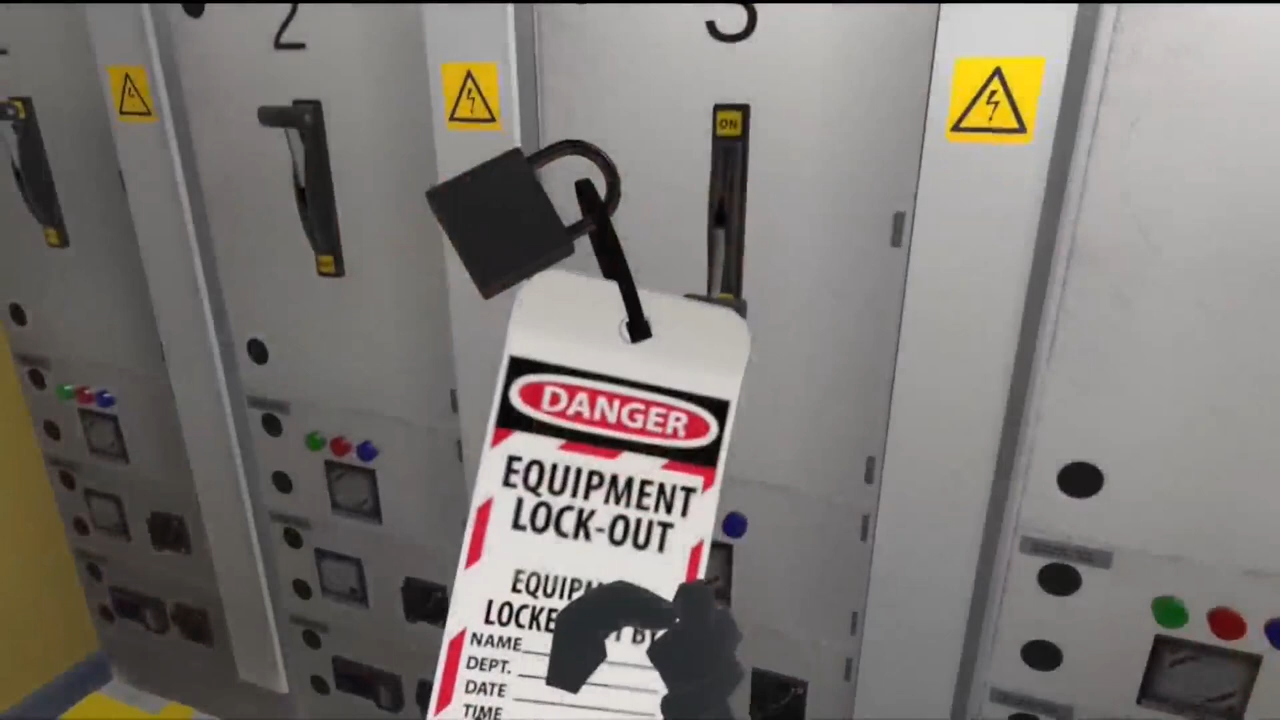 2
3
ON
DANGER
EQUIPMENT
LOCK-OUT
NAME
DEPT.
DATE
TIME